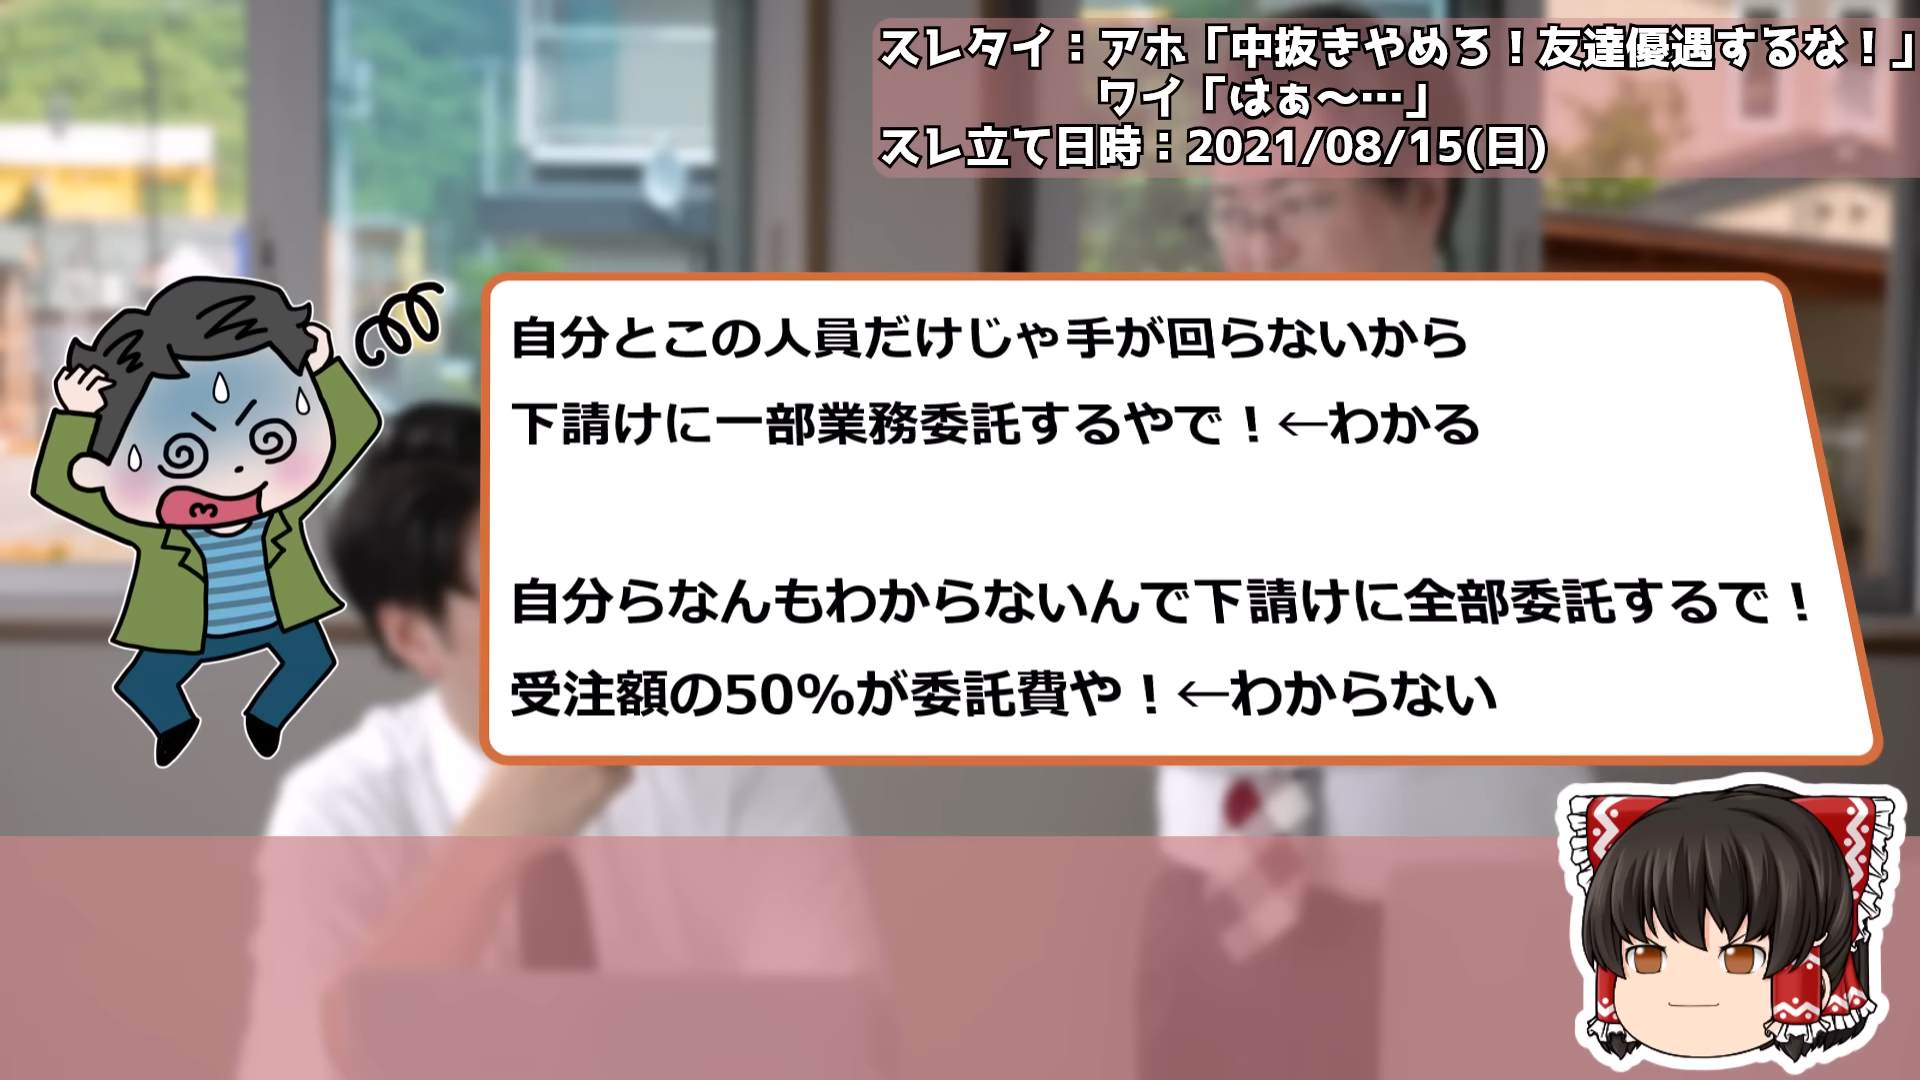 スレタイ：アホ「中抜きやめろ！友達優遇するな！」
ワイ「はぁ～…」
スレ立て日時：2021/08/15(日)
自分とこの人員だけじゃ手が回らないから
下請けに一部業務委託するやで！←わかる
自分らなんもわからないんで下請けに全部委託するで！
受注額の50%が委託費や！←わからない